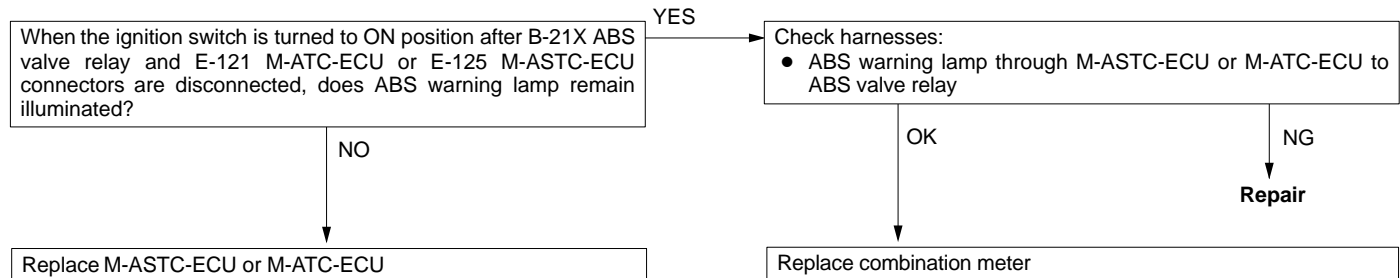 When the ignition switch is turned to ON position after B-21X ABS
valve relay and E-121 M-ATC-ECU or E-125 M-ASTC-ECU
connectors are disconnected, does ABS warning lamp remain
illuminated?
YES
Check harnesses:
● ABS warning lamp through M-ASTC-ECU or M-ATC-ECU to
ABS valve relay
NO
OK
NG
Repair
Replace M-ASTC-ECU or M-ATC-ECU
Replace combination meter